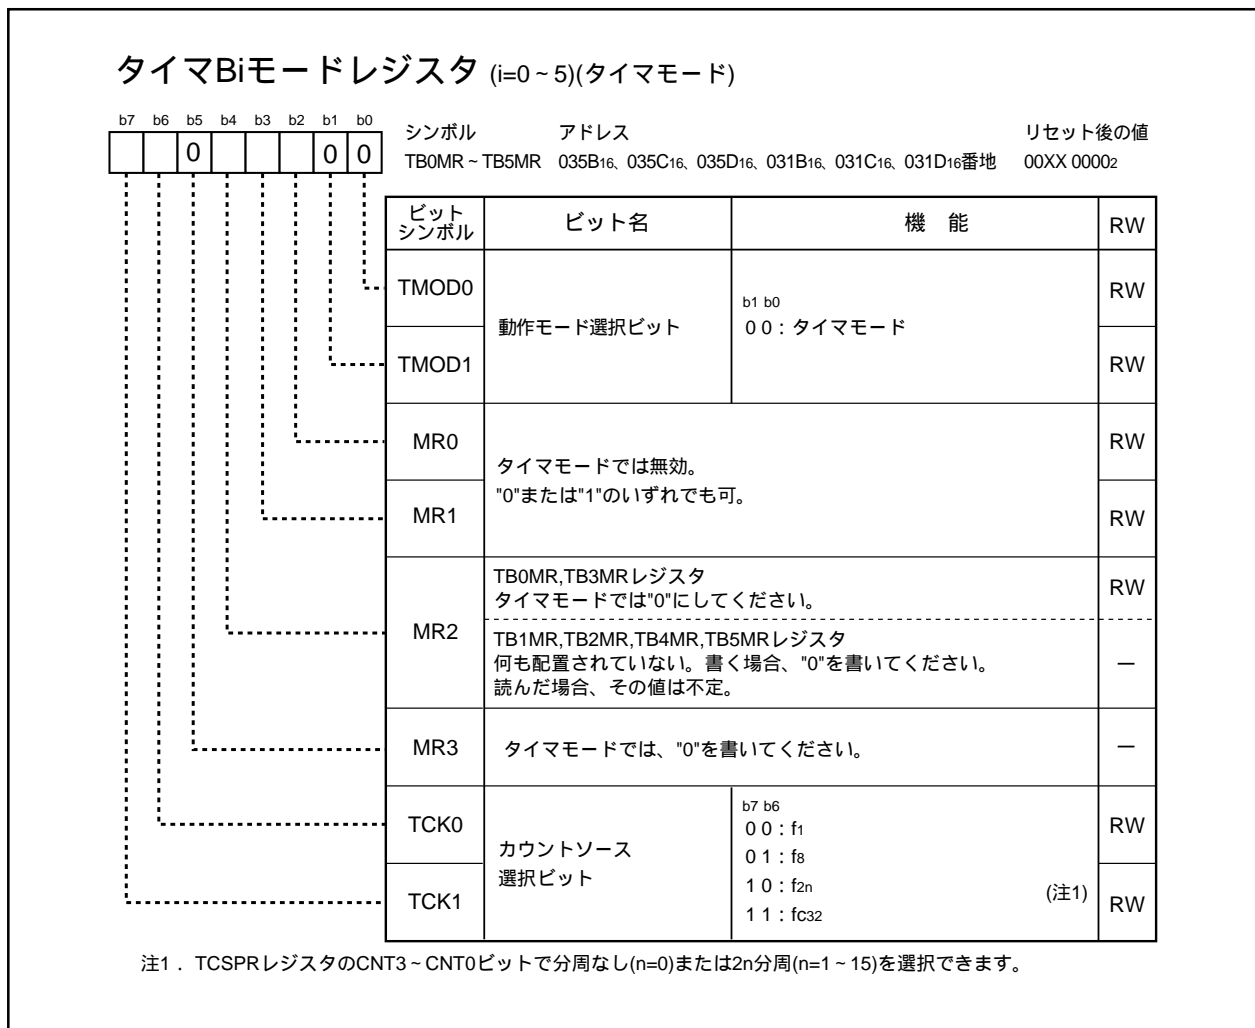 タイマBiモードレジスタ (i=0～5)(タイマモード)
b7 b6 b5 b4 b3 b2 b1 b0
0 0 0
シンボル アドレス リセット後の値
TB0MR～TB5MR 035B16、035C16、035D16、031B16、031C16、031D16番地 00XX 00002
ビット
シンボル
ビット名
機 能
RW
TMOD0
動作モード選択ビット
b1 b0
0 0：タイマモード
RW
TMOD1
RW
MR0
タイマモードでは無効。
"0"または"1"のいずれでも可。
RW
MR1
RW
MR2
TB0MR,TB3MRレジスタ
タイマモードでは"0"にしてください。
RW
TB1MR,TB2MR,TB4MR,TB5MRレジスタ
何も配置されていない。書く場合、"0"を書いてください。
読んだ場合、その値は不定。
－
MR3
タイマモードでは、"0"を書いてください。
－
TCK0
カウントソース
選択ビット
b7 b6
0 0：f1
0 1：f8
1 0：f2n (注1)
1 1：fC32
RW
TCK1
RW
注1．TCSPRレジスタのCNT3～CNT0ビットで分周なし(n=0)または2n分周(n=1～15)を選択できます。